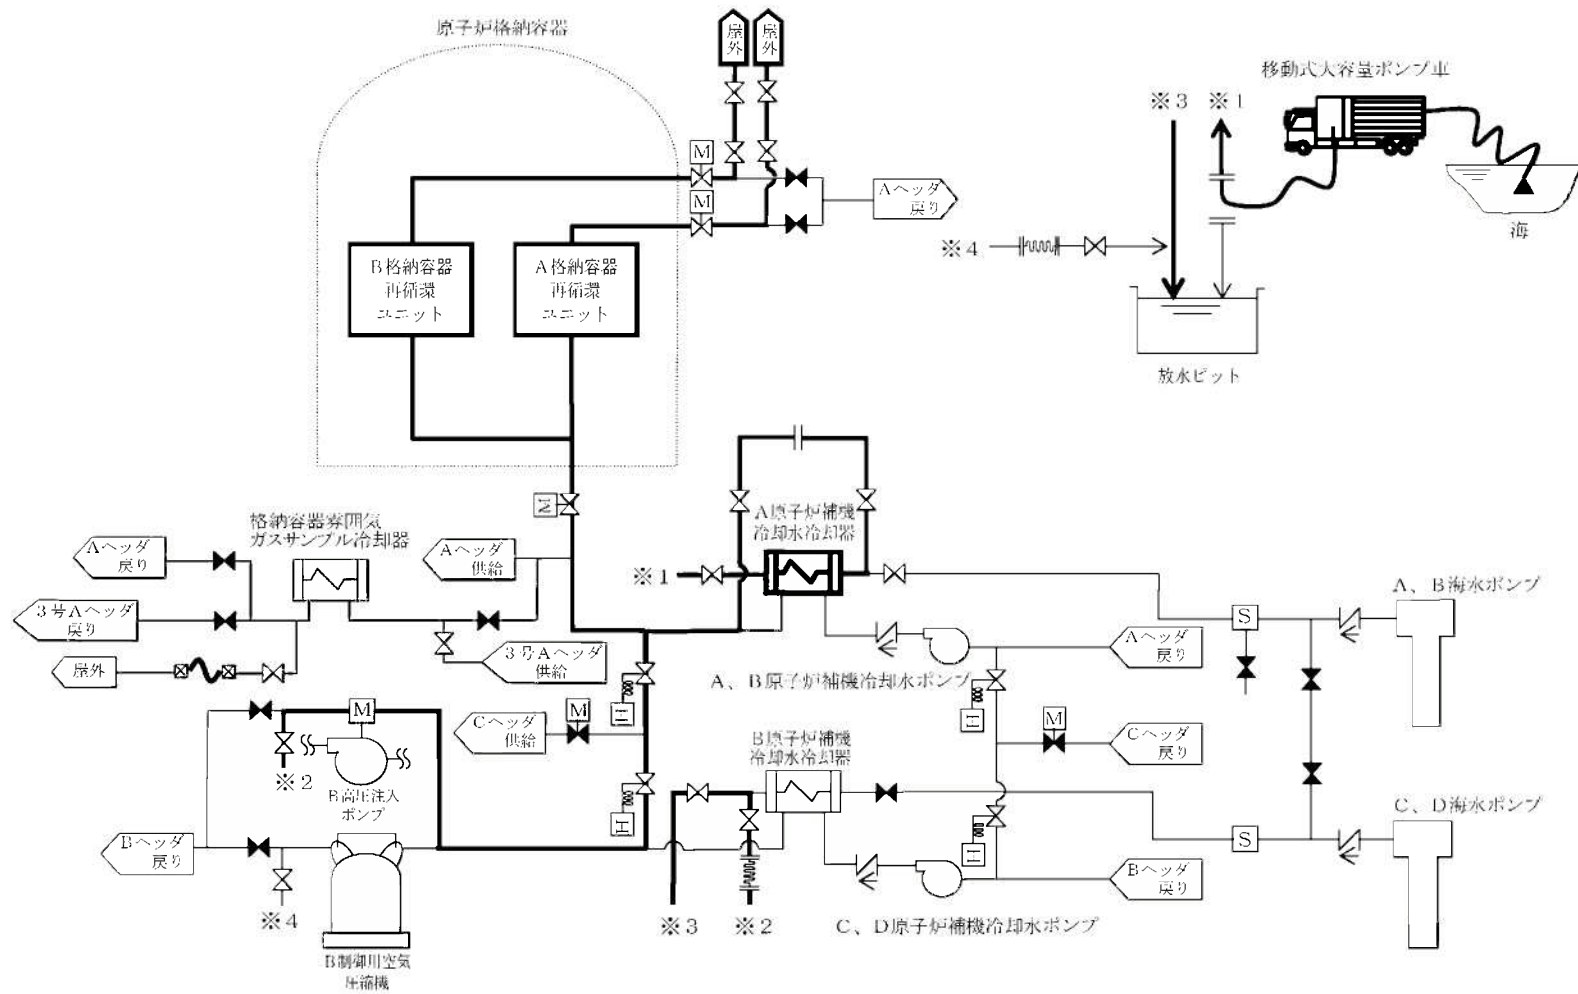 原子炉格納容器
屋外
屋外
移動式大容量ポンプ車
※3
※1
M
M
Aヘッダ
戻り
※4
海
放水ピット
B格納容器
再循環
ユニット
A格納容器
再循環
ユニット
M
格納容器雰囲気
ガスサンプル冷却器
Aヘッダ
戻り
3号Aヘッダ
戻り
屋外
Aヘッダ
供給
3号Aヘッダ
供給
※1
A原子炉補機
冷却水冷却器
A、B海水ポンプ
S
Aヘッダ
戻り
A、B原子炉補機冷却水ポンプ
H
H
M
Cヘッダ
供給
M
Cヘッダ
戻り
M
※2
B高圧注入
ポンプ
B原子炉補機
冷却水冷却器
C、D海水ポンプ
S
H
H
Bヘッダ
戻り
Bヘッダ
戻り
※4
※3
※2
C、D原子炉補機冷却水ポンプ
B制御用空気
圧縮機